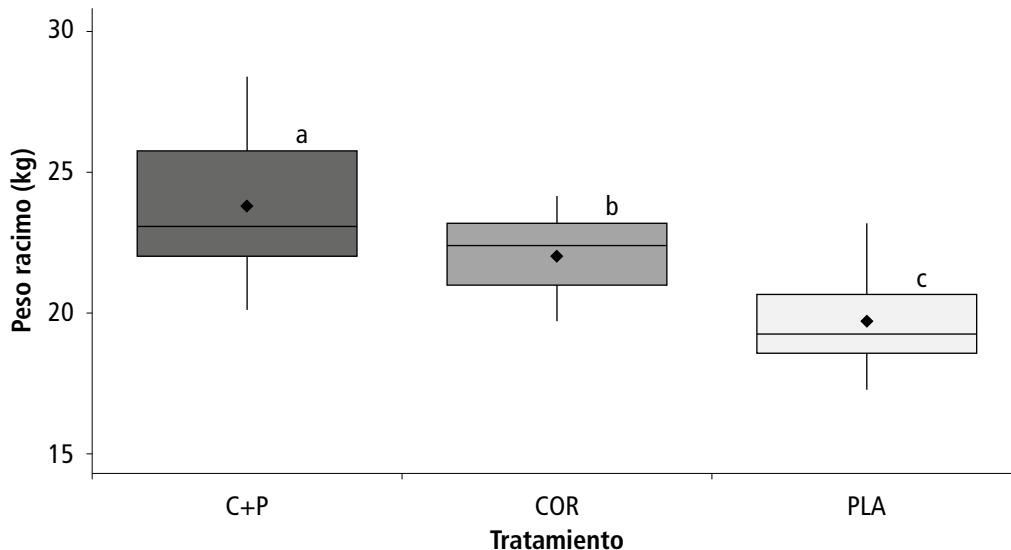 Peso racimo (kg)
30
25
20
15
a
b
c
C+P COR PLA
Tratamiento